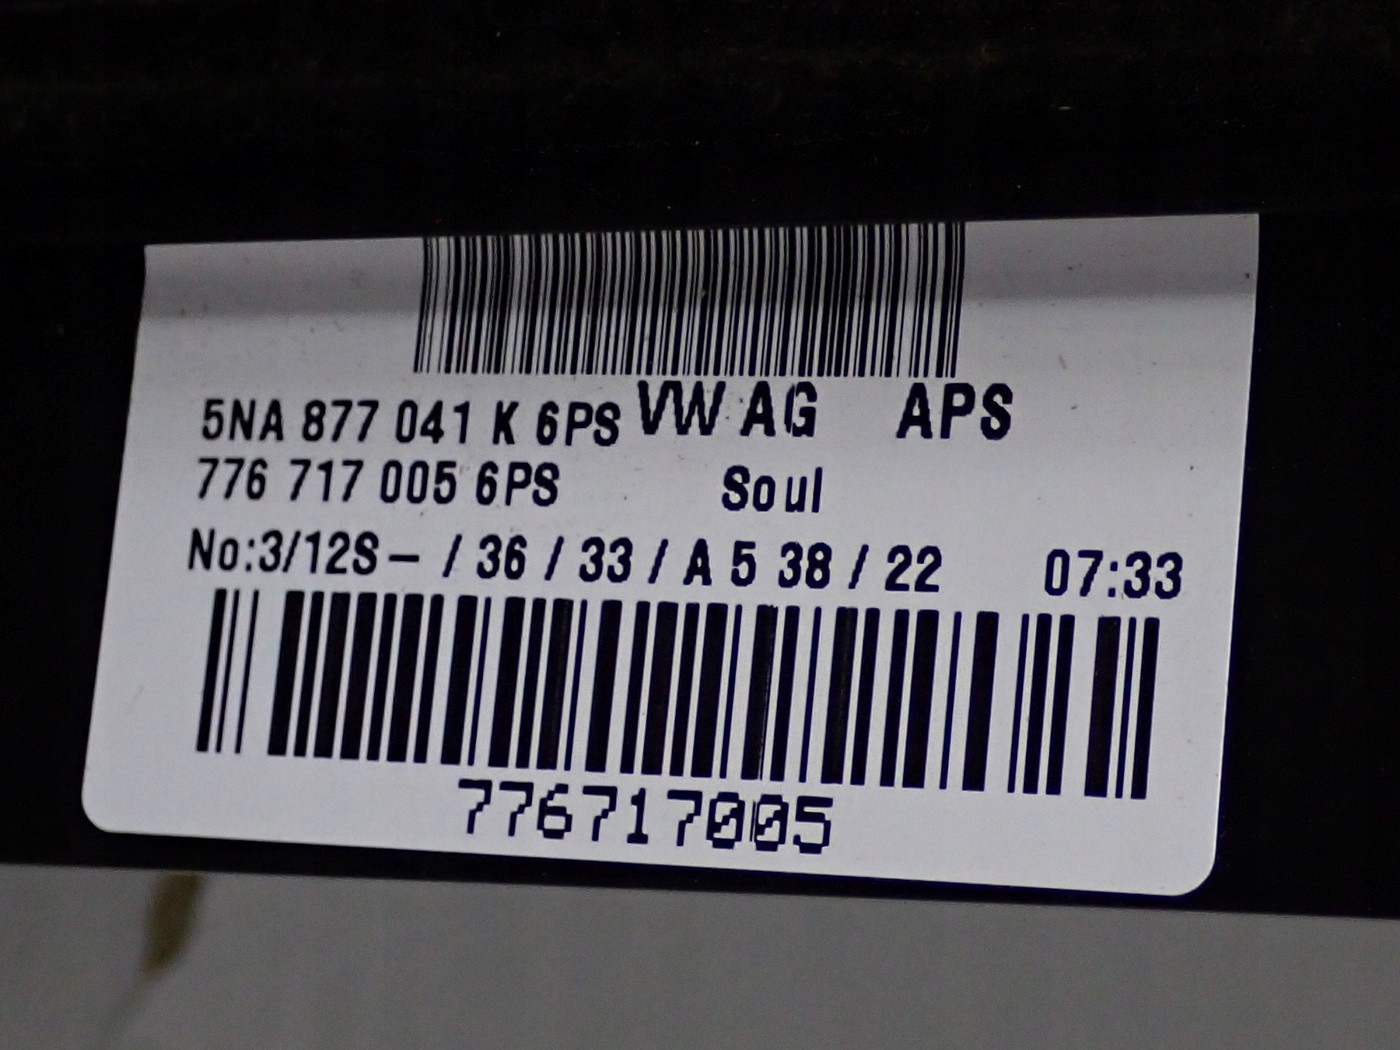 5NA 877 041 K 6PS VW AG APS
776 717 005 6PS Soul
No:3/12S – / 36 / 33 / A 5 38 / 22 07:33
776717005